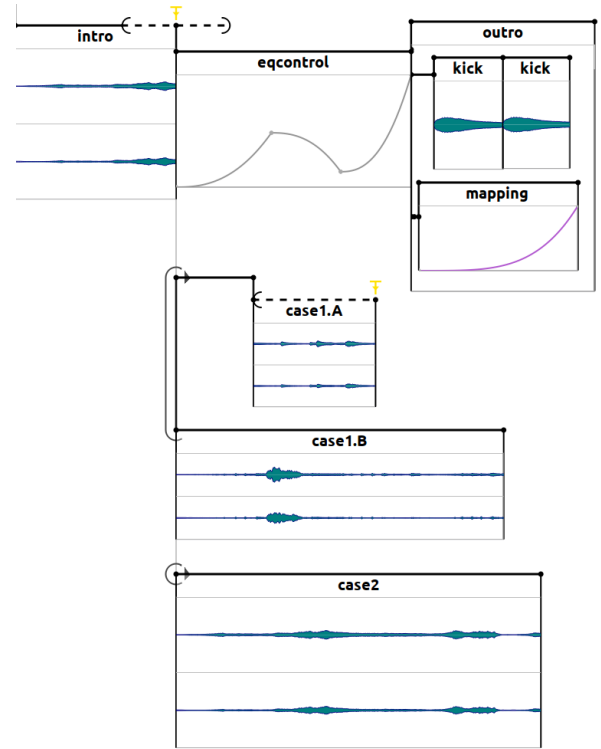 intro
eqcontrol
outro
kick kick
mapping
case1.A
case1.B
case2